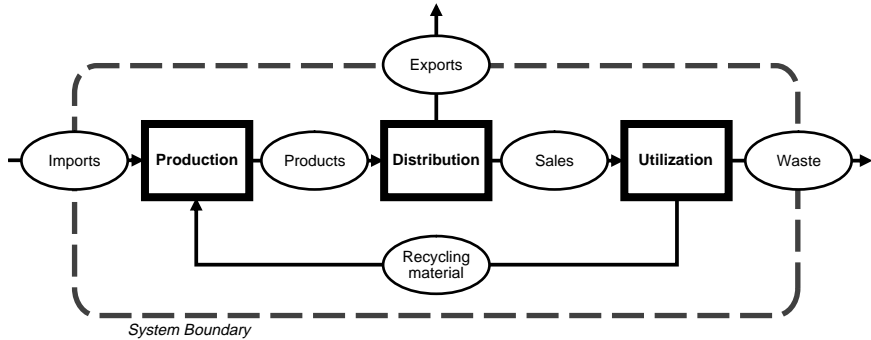 Exports
Imports
Production
Products
Distribution
Sales
Utilization
Waste
Recycling
material
System Boundary